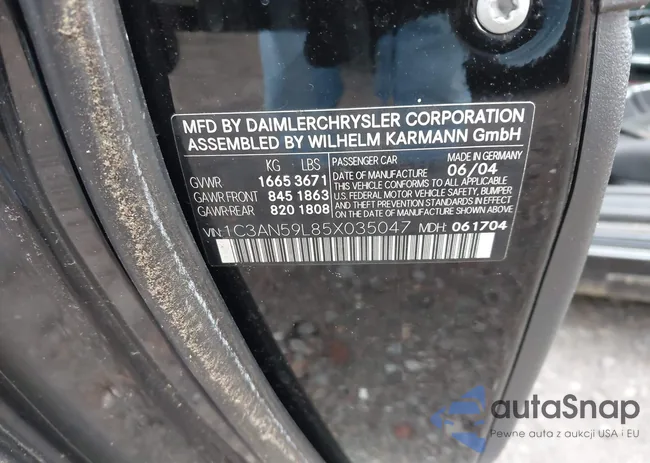 MFD BY DAIMLERCHRYSLER CORPORATION
ASSEMBLED BY WILHELM KARMANN GmbH
KG LBS
GVWR 1665 3671
GAWR FRONT 845 1863
GAWR-REAR 820 1808
PASSENGER CAR MADE IN GERMANY
DATE OF MANUFACTURE 06/04
THIS VEHICLE CONFORMS TO ALL APPLICABLE
U.S. FEDERAL MOTOR VEHICLE SAFETY, BUMPER
AND THEFT PREVENTION STANDARDS IN EFFECT
ON THE DATE OF MANUFACTURE SHOWN ABOVE
VIN: 1C3AN59L85X035047 MDH: 061704
autaSnap
Pewne auta z aukcji USA i EU